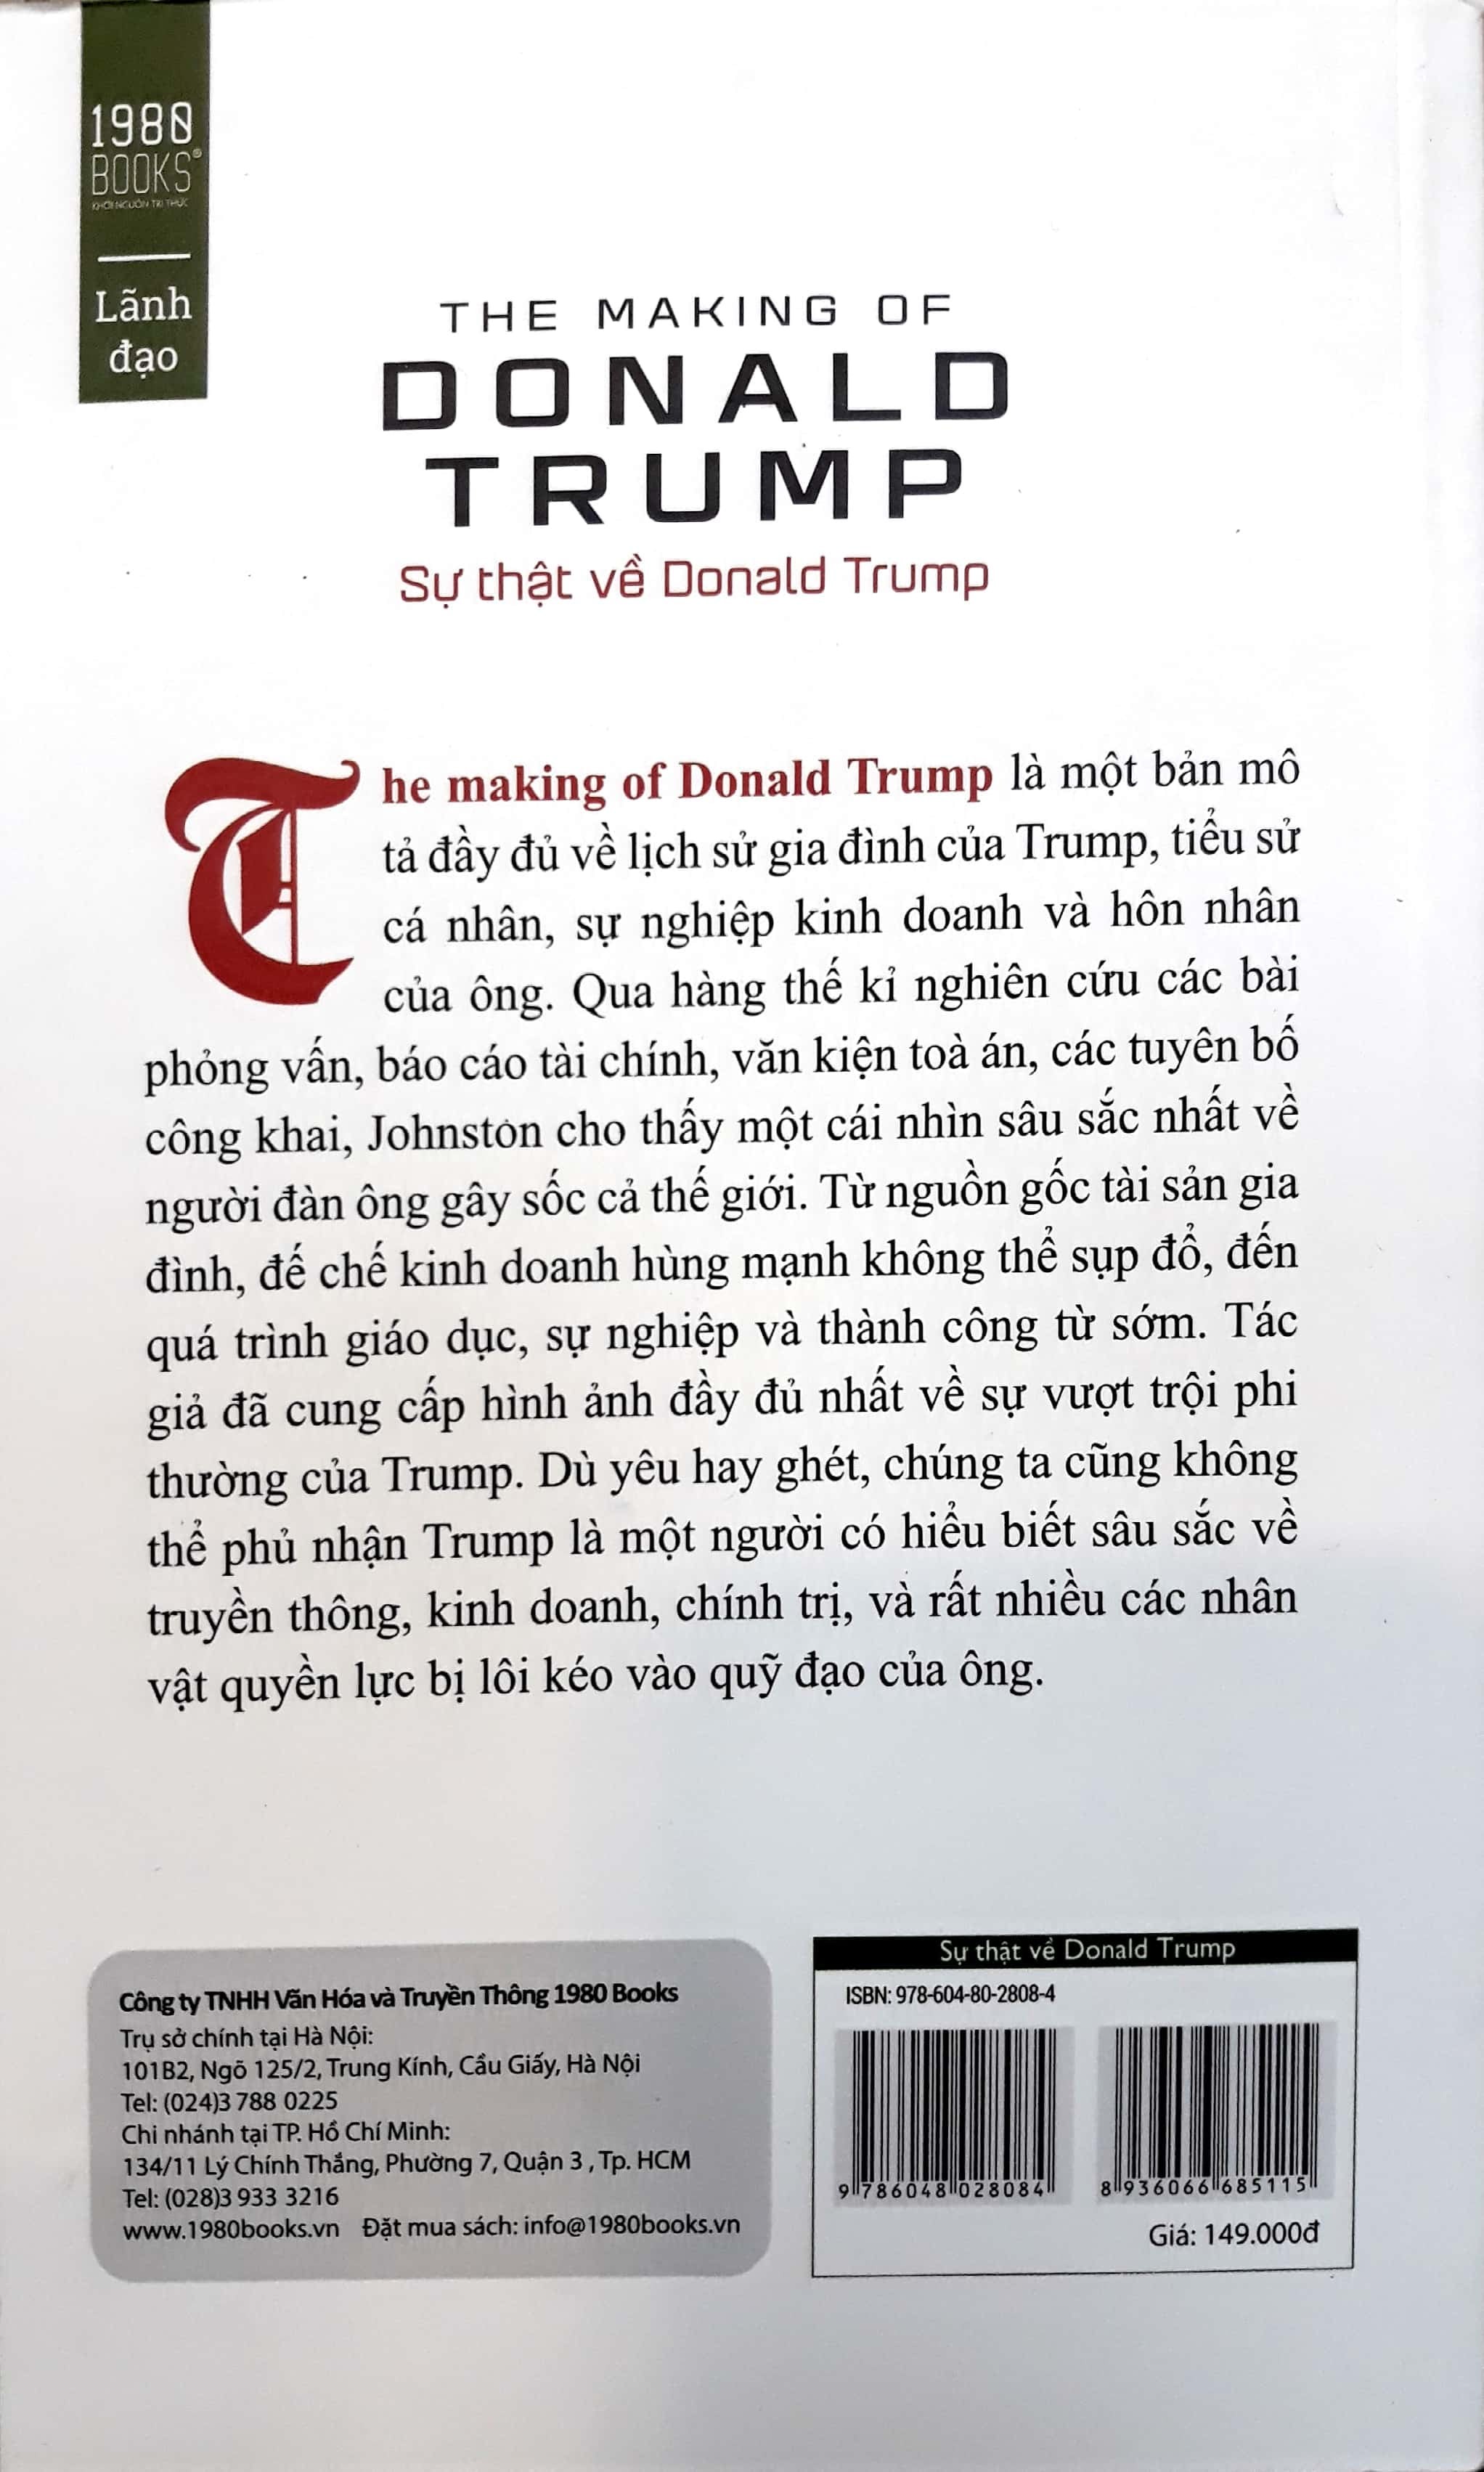 1980
BOOKS®
KHƠI NGUỒN TRI THỨC
Lãnh
đạo
THE MAKING OF
DONALD
TRUMP
Sự thật về Donald Trump
The making of Donald Trump là một bản mô
tả đầy đủ về lịch sử gia đình của Trump, tiểu sử
cá nhân, sự nghiệp kinh doanh và hôn nhân
của ông. Qua hàng thế kỉ nghiên cứu các bài
phỏng vấn, báo cáo tài chính, văn kiện toà án, các tuyên bố
công khai, Johnston cho thấy một cái nhìn sâu sắc nhất về
người đàn ông gây sốc cả thế giới. Từ nguồn gốc tài sản gia
đình, đế chế kinh doanh hùng mạnh không thể sụp đổ, đến
quá trình giáo dục, sự nghiệp và thành công từ sớm. Tác
giả đã cung cấp hình ảnh đầy đủ nhất về sự vượt trội phi
thường của Trump. Dù yêu hay ghét, chúng ta cũng không
thể phủ nhận Trump là một người có hiểu biết sâu sắc về
truyền thông, kinh doanh, chính trị, và rất nhiều các nhân
vật quyền lực bị lôi kéo vào quỹ đạo của ông.
Công ty TNHH Văn Hóa và Truyền Thông 1980 Books
Trụ sở chính tại Hà Nội:
101B2, Ngõ 125/2, Trung Kính, Cầu Giấy, Hà Nội
Tel: (024)3 788 0225
Chi nhánh tại TP. Hồ Chí Minh:
134/11 Lý Chính Thắng, Phường 7, Quận 3 , Tp. HCM
Tel: (028)3 933 3216
www.1980books.vn Đặt mua sách: info@1980books.vn
Sự thật về Donald Trump
ISBN: 978-604-80-2808-4
9 786048 028084
8 936066 685115
Giá: 149.000đ